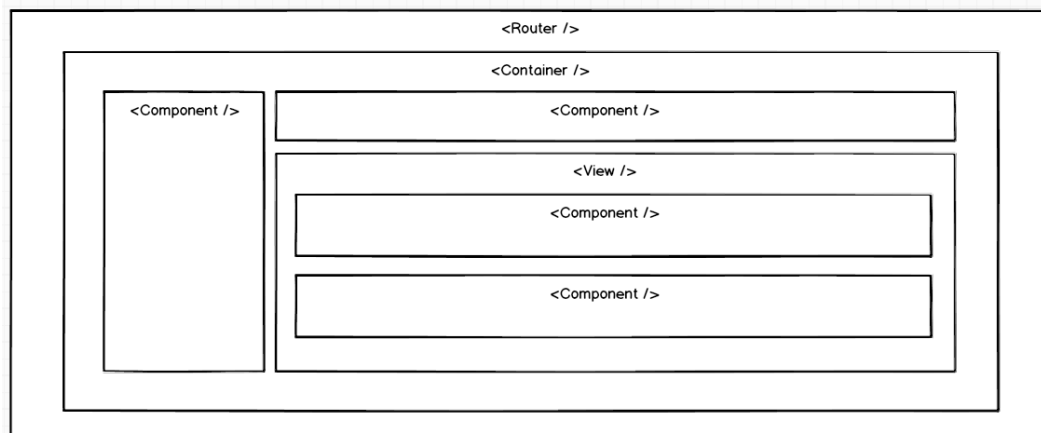 <Router />
<Container />
<Component />
<Component />
<View />
<Component />
<Component />